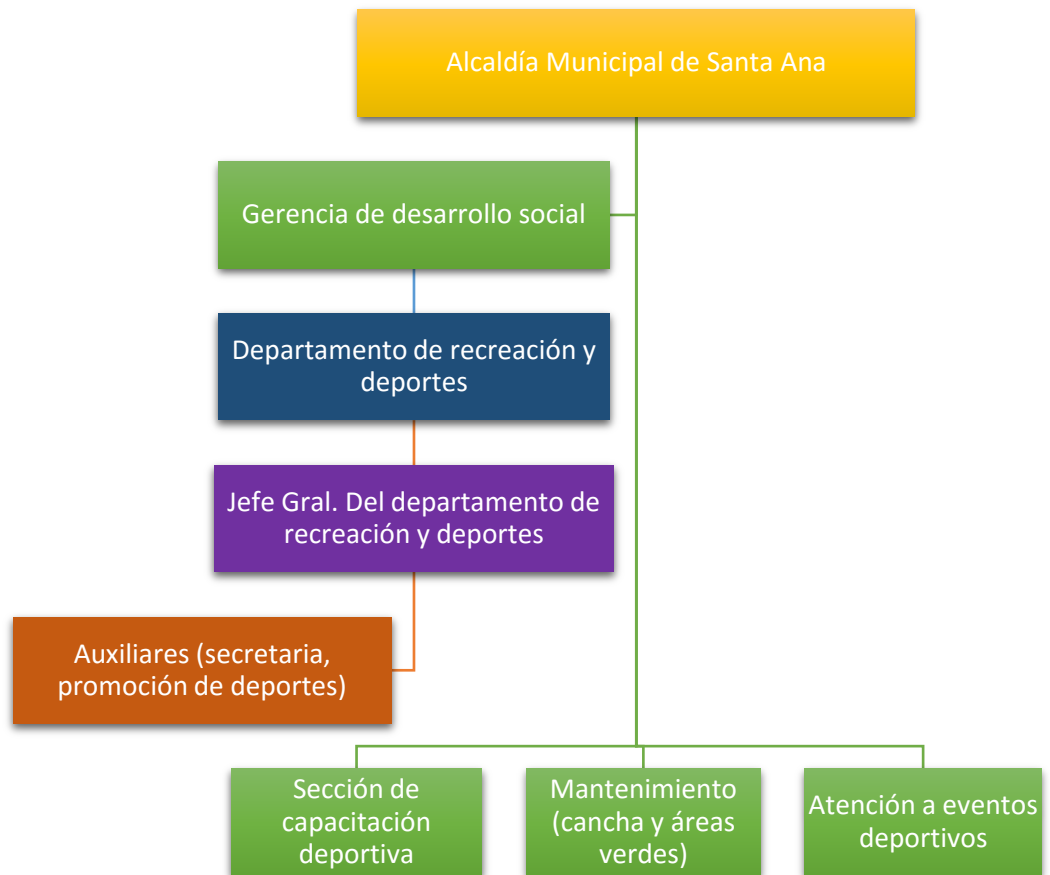 Alcaldía Municipal de Santa Ana
Gerencia de desarrollo social
Departamento de recreación y
deportes
Jefe Gral. Del departamento de
recreación y deportes
Auxiliares (secretaria,
promoción de deportes)
Sección de
capacitación
deportiva
Mantenimiento
(cancha y áreas
verdes)
Atención a eventos
deportivos